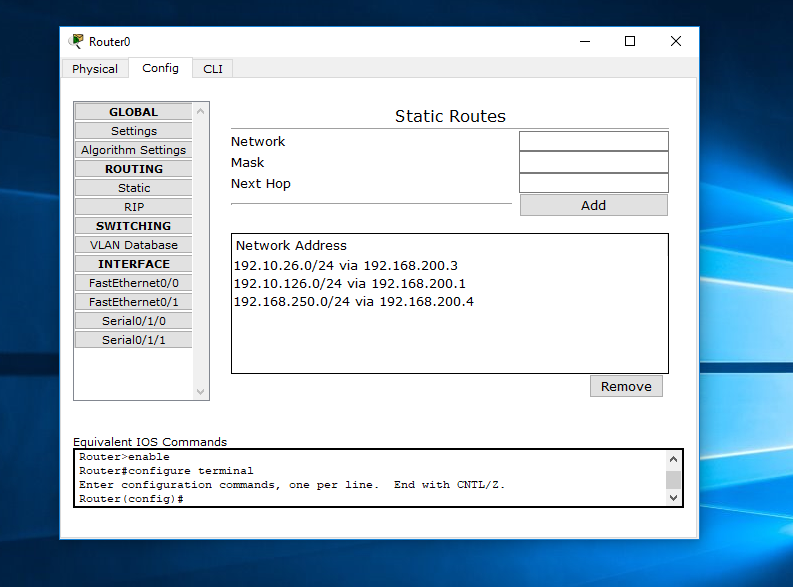 Router0
Physical
Config
CLI
GLOBAL
Settings
Algorithm Settings
ROUTING
Static
RIP
SWITCHING
VLAN Database
INTERFACE
FastEthernet0/0
FastEthernet0/1
Serial0/1/0
Serial0/1/1
Static Routes
Network
Mask
Next Hop
Add
Network Address
192.10.26.0/24 via 192.168.200.3
192.10.126.0/24 via 192.168.200.1
192.168.250.0/24 via 192.168.200.4
Remove
Equivalent IOS Commands
Router>enable
Router#configure terminal
Enter configuration commands, one per line.  End with CNTL/Z.
Router(config)#